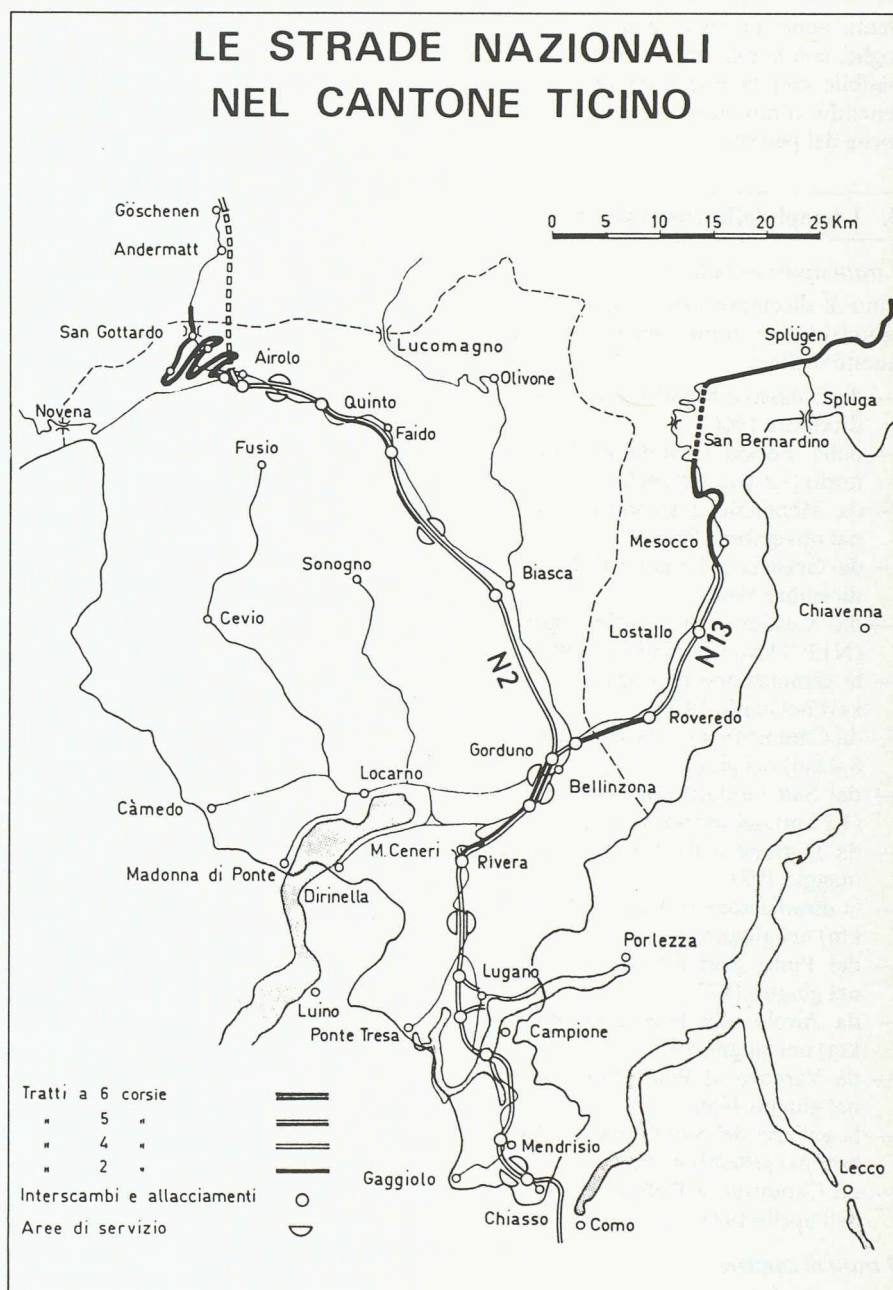 LE STRADE NAZIONALI
NEL CANTONE TICINO
0 5 10 15 20 25 Km
Göschenen
Andermatt
San Gottardo
Airolo
Lucomagno
Splügen
Olivone
Quinto
Spluga
Novena
Faido
San Bernardino
Fusio
Mesocco
Sonogno
Biasca
Chiavenna
Cevio
Lostallo
N13
N2
Roveredo
Gorduno
Locarno
Bellinzona
Càmedo
M. Ceneri
Rivera
Madonna di Ponte
Dirinella
Porlezza
Lugano
Luino
Ponte Tresa
Campione
Tratti a 6 corsie
" 5 "
" 4 "
" 2 "
Mendrisio
Gaggiolo
Lecco
Interscambi e allacciamenti
Chiasso
Como
Aree di servizio